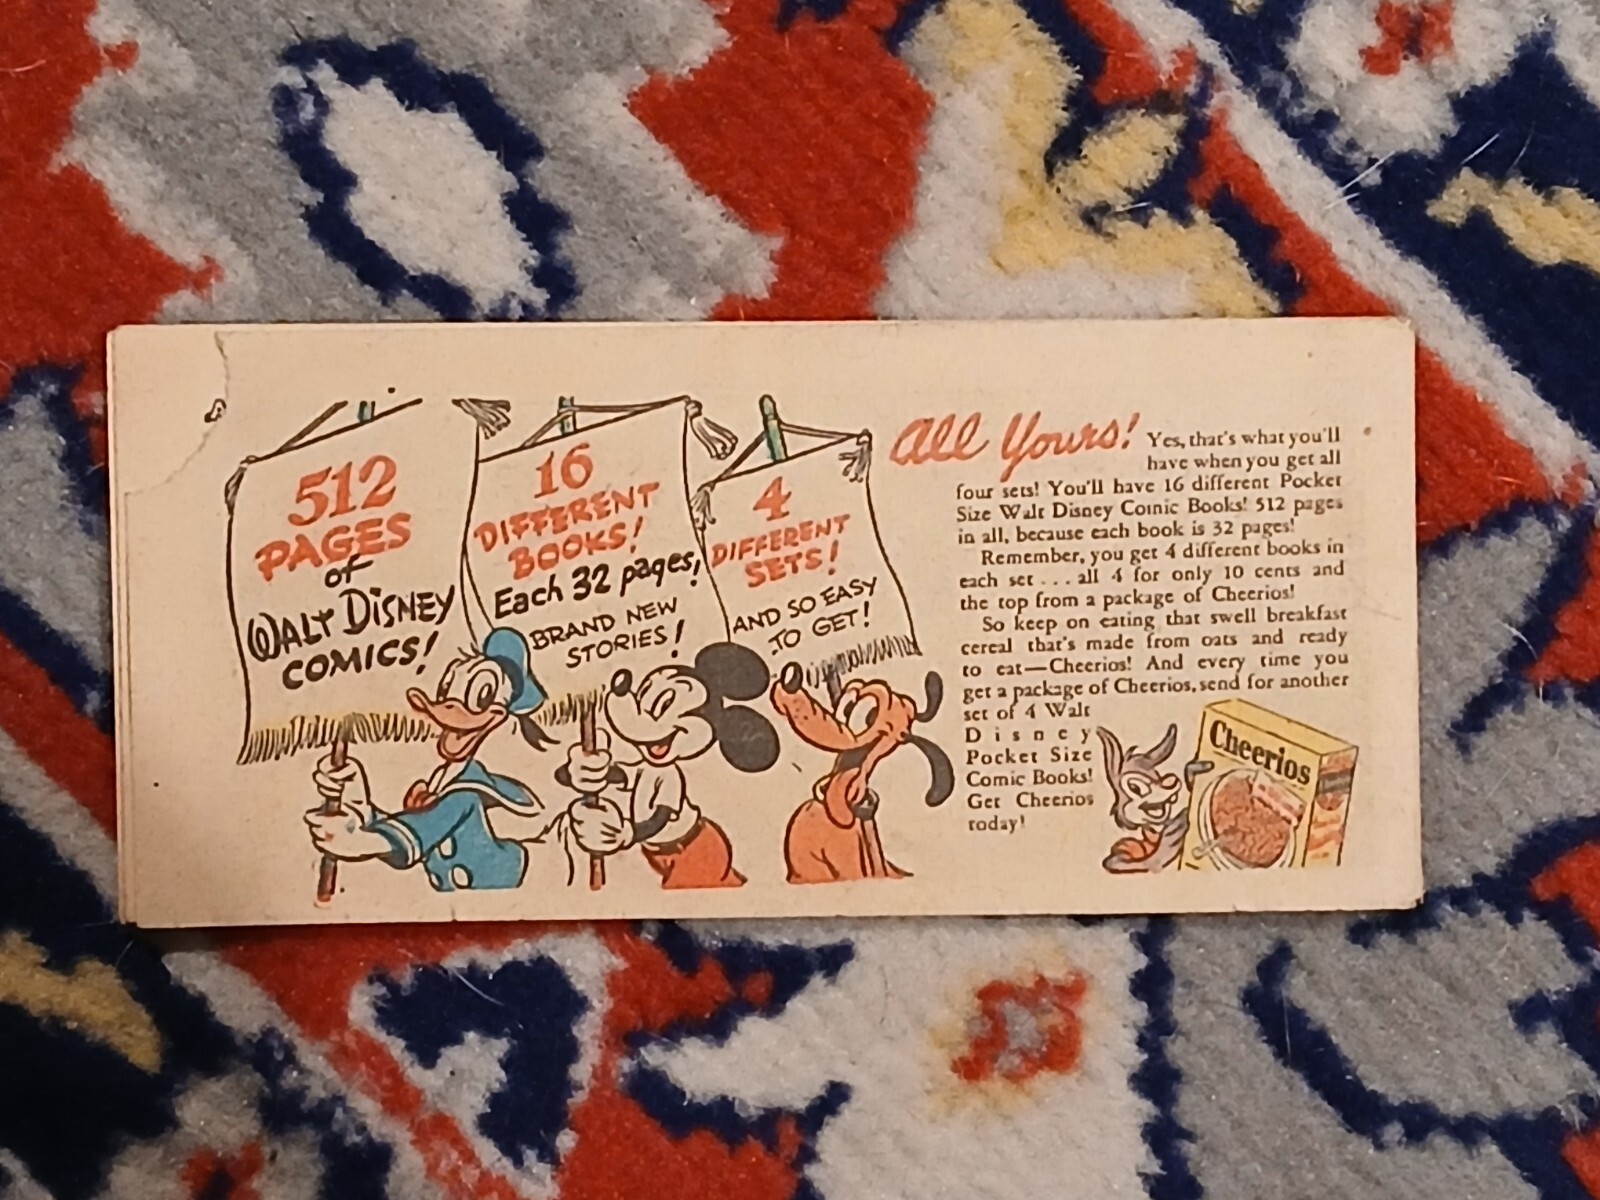 512
PAGES
of
WALT DISNEY
COMICS!
16
DIFFERENT
BOOKS!
Each 32 pages!
BRAND NEW
STORIES!
4
DIFFERENT
SETS!
AND SO EASY
TO GET!
All Yours!
Yes, that's what you'll
have when you get all
four sets! You'll have 16 different Pocket
Size Walt Disney Comic Books! 512 pages
in all, because each book is 32 pages!
Remember, you get 4 different books in
each set... all 4 for only 10 cents and
the top from a package of Cheerios!
So keep on eating that swell breakfast
cereal that's made from oats and ready
to eat—Cheerios! And every time you
get a package of Cheerios, send for another
set of 4 Walt
Disney
Pocket Size
Comic Books!
Get Cheerios
today!
Cheerios